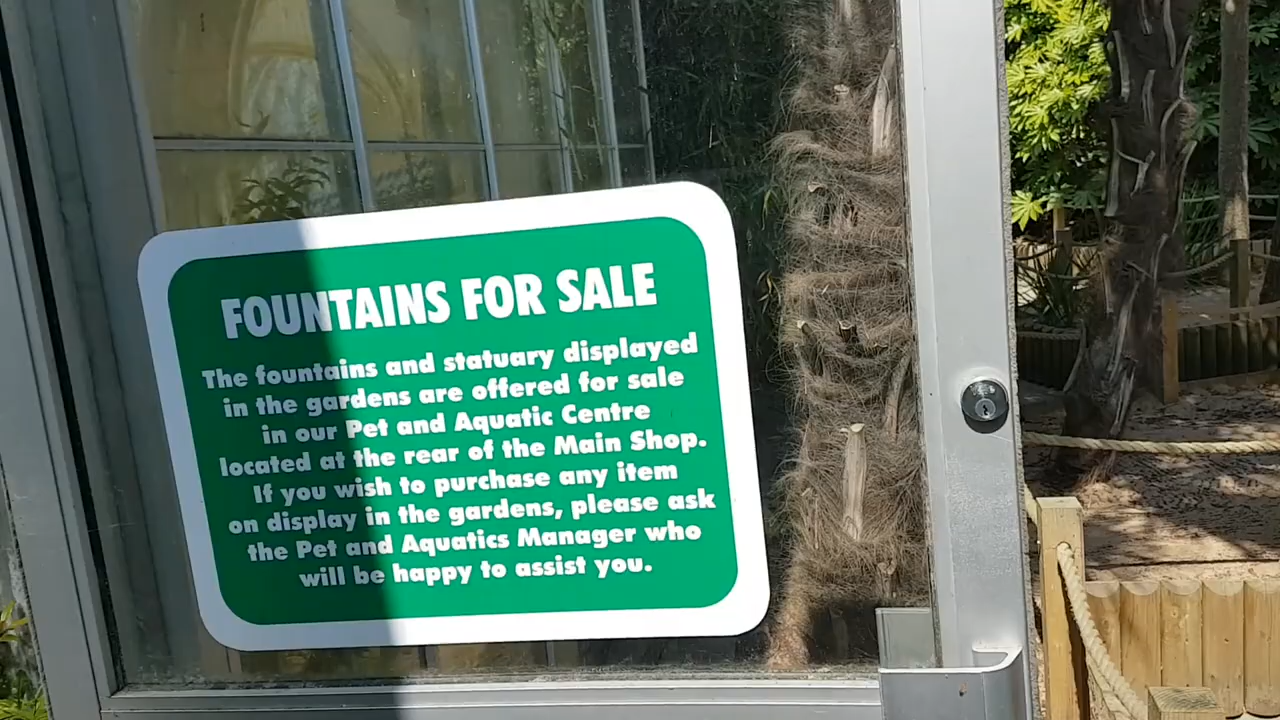 FOUNTAINS FOR SALE
The fountains and statuary displayed
in the gardens are offered for sale
in our Pet and Aquatic Centre
located at the rear of the Main Shop.
If you wish to purchase any item
on display in the gardens, please ask
the Pet and Aquatics Manager who
will be happy to assist you.